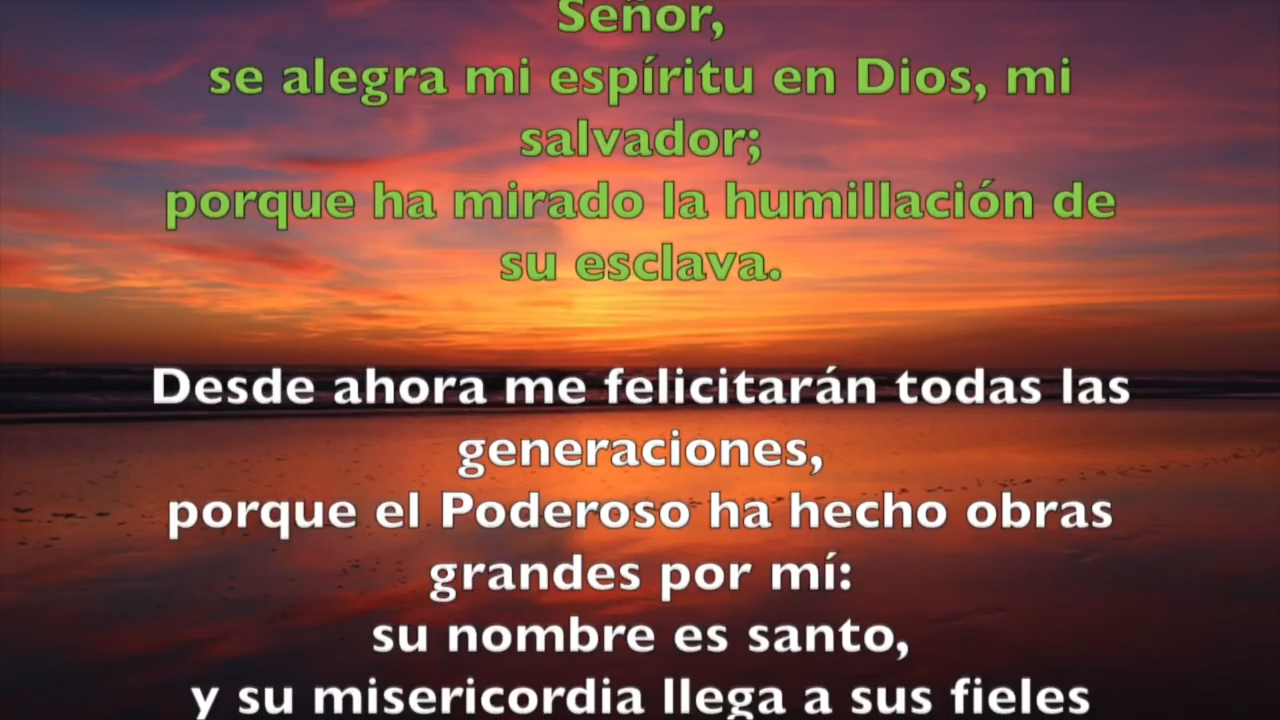 Señor,
se alegra mi espíritu en Dios, mi
salvador;
porque ha mirado la humillación de
su esclava.
Desde ahora me felicitarán todas las
generaciones,
porque el Poderoso ha hecho obras
grandes por mí:
su nombre es santo,
y su misericordia llega a sus fieles